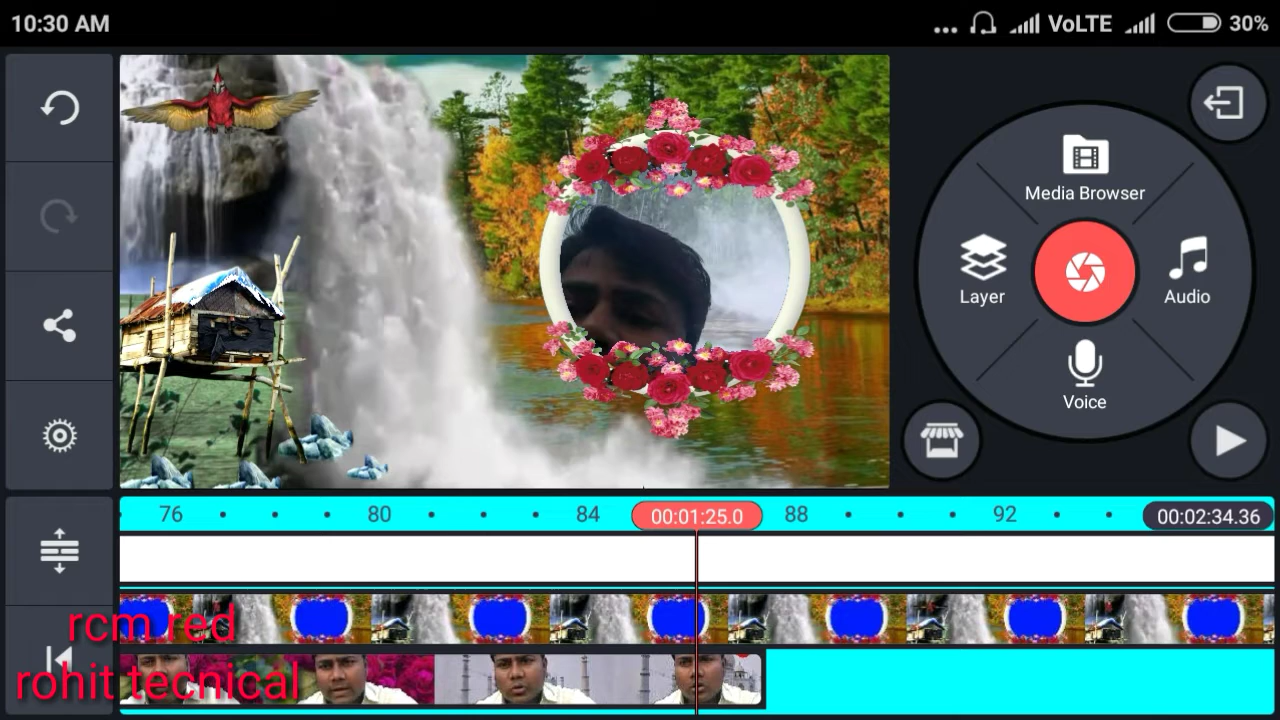 10:30 AM
... VoLTE 30%
Media Browser
Layer
Audio
Voice
76 80 84 00:01:25.0 88 92 00:02:34.36
rcm red
rohit tecnical